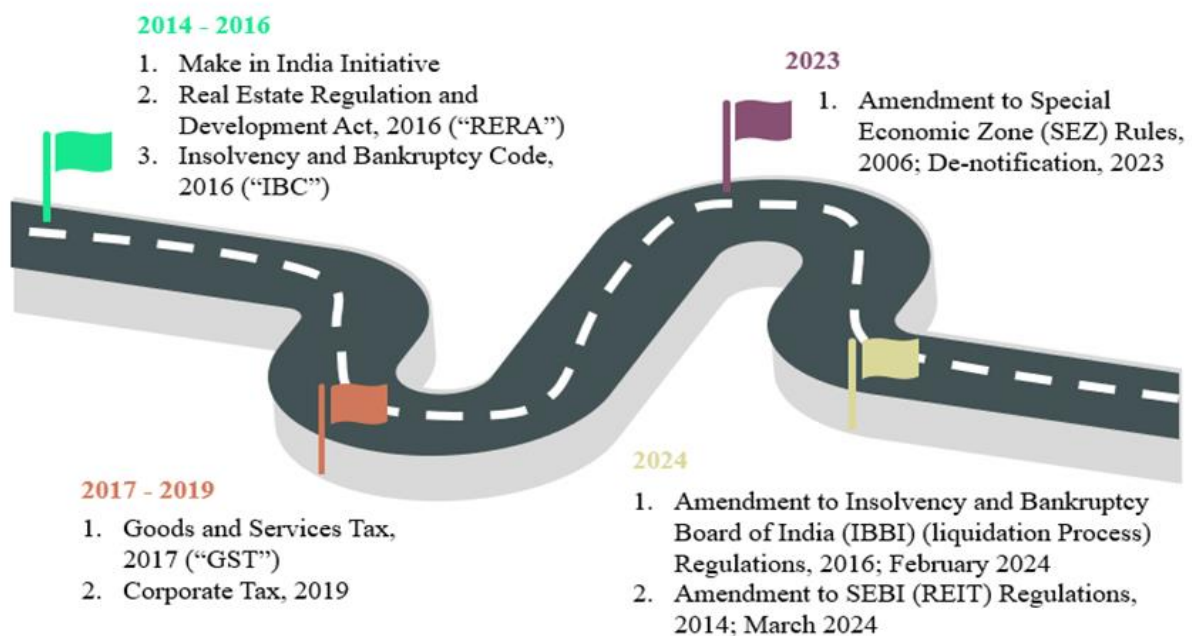 2014 - 2016
1. Make in India Initiative
2. Real Estate Regulation and
Development Act, 2016 (“RERA”)
3. Insolvency and Bankruptcy Code,
2016 (“IBC”)
2023
1. Amendment to Special
Economic Zone (SEZ) Rules,
2006; De-notification, 2023
2017 - 2019
1. Goods and Services Tax,
2017 (“GST”)
2. Corporate Tax, 2019
2024
1. Amendment to Insolvency and Bankruptcy
Board of India (IBBI) (liquidation Process)
Regulations, 2016; February 2024
2. Amendment to SEBI (REIT) Regulations,
2014; March 2024